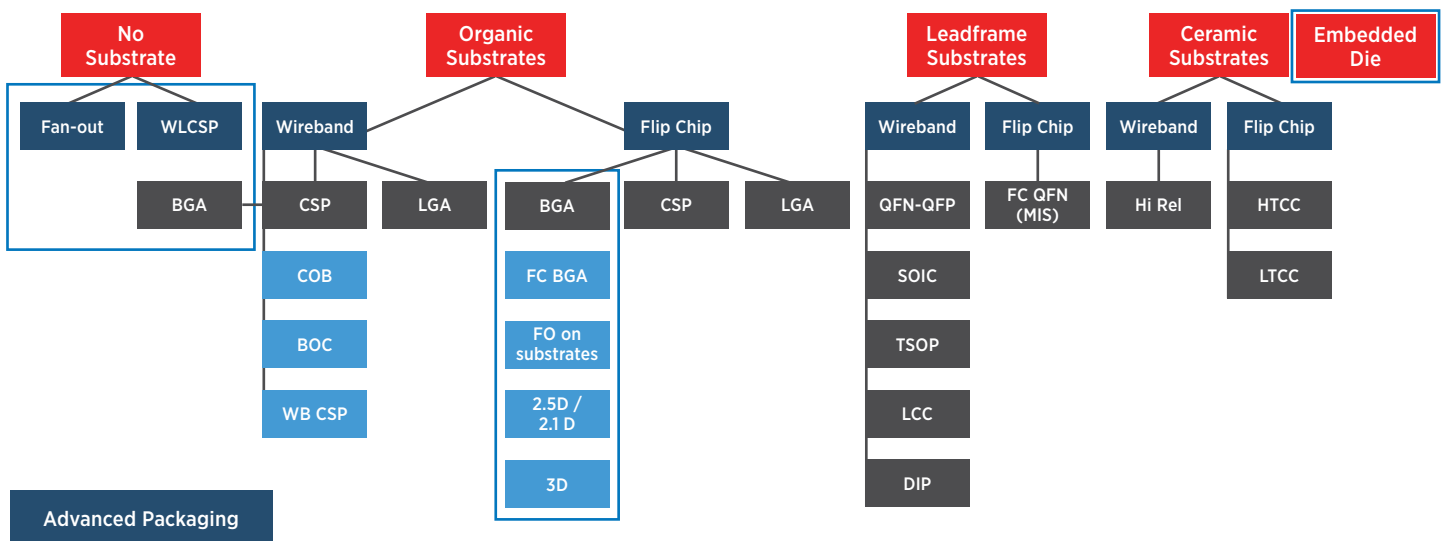 No
Substrate
Organic
Substrates
Leadframe
Substrates
Ceramic
Substrates
Embedded
Die
Fan-out
WLCSP
Wireband
Flip Chip
Wireband
Flip Chip
Wireband
Flip Chip
BGA
CSP
LGA
BGA
CSP
LGA
QFN-QFP
FC QFN
(MIS)
Hi Rel
HTCC
COB
FC BGA
SOIC
LTCC
BOC
FO on
substrates
TSOP
WB CSP
2.5D /
2.1 D
LCC
3D
DIP
Advanced Packaging